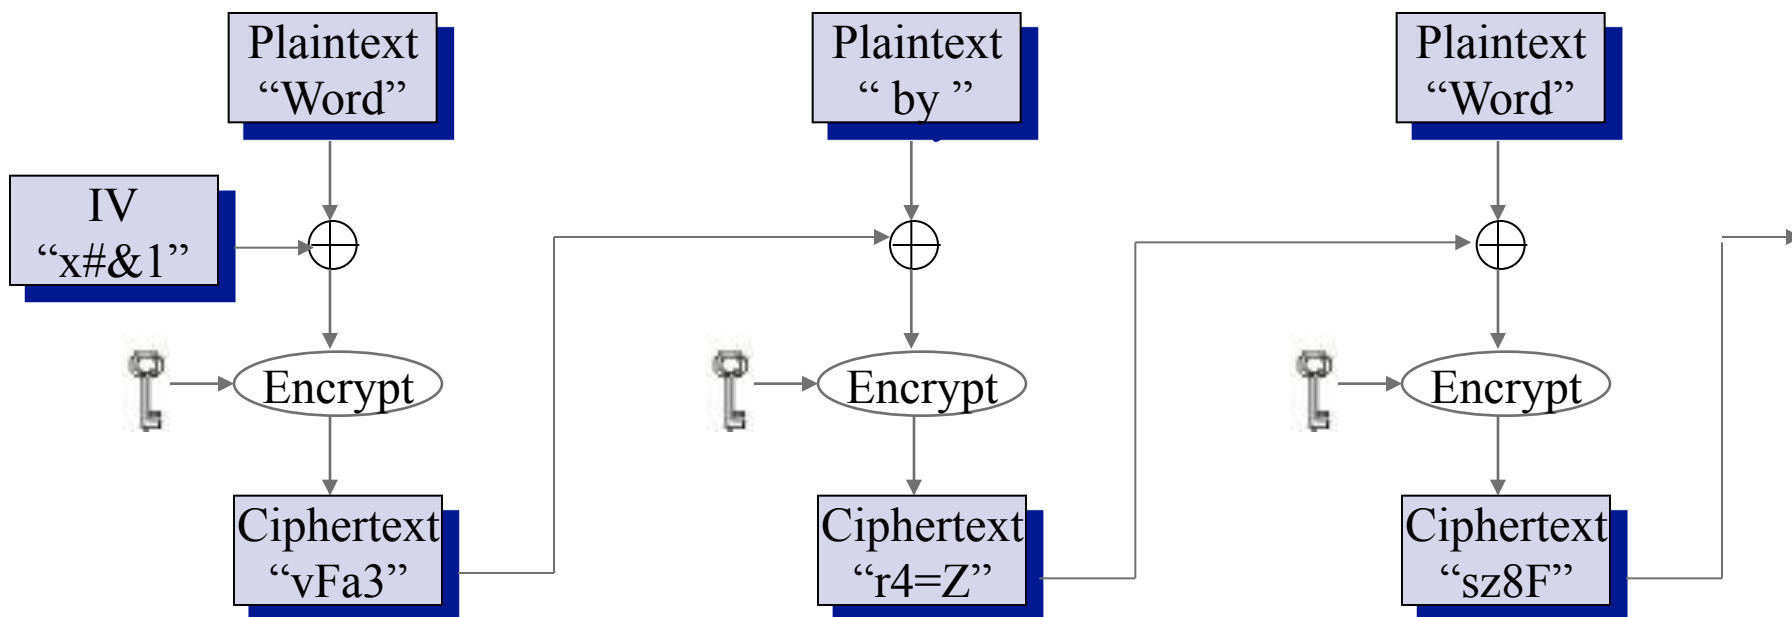 Plaintext
“Word”
Plaintext
“ by ”
Plaintext
“Word”
IV
“x#&1”
Encrypt
Encrypt
Encrypt
Ciphertext
“vFa3”
Ciphertext
“r4=Z”
Ciphertext
“sz8F”